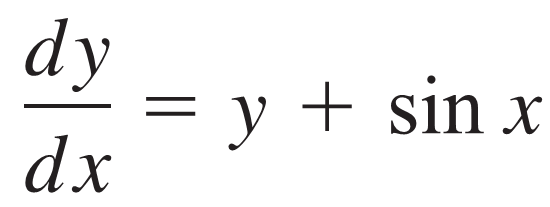 dy/dx = y + sin x